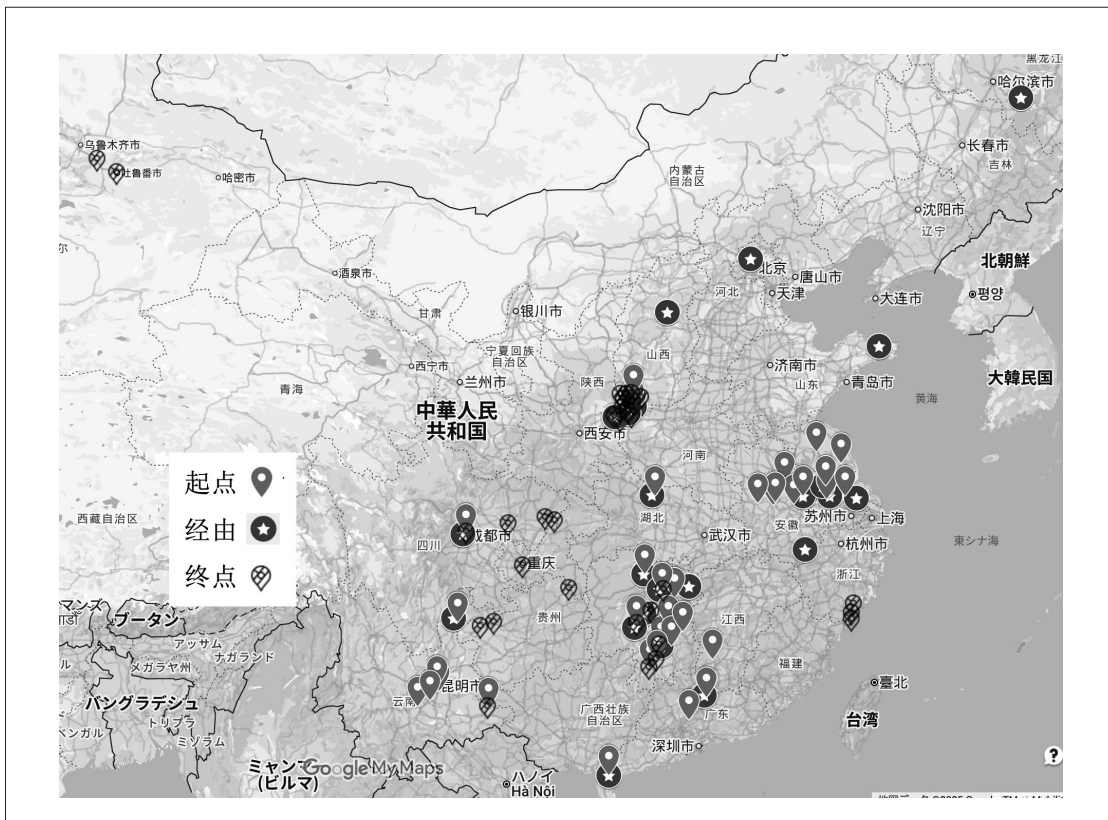 黑龙江
哈尔滨市
乌鲁木齐市
长春市
吉林
吐鲁番市
哈密市
内蒙古
自治区
沈阳市
辽宁
北京
北朝鮮
唐山市
酒泉市
河北
天津
大连市
평양
甘肃
银川市
宁夏回族
自治区
山西
西宁市
兰州市
陕西
济南市
山东
青岛市
大韓民国
青海
黄海
中華人民
共和国
西安市
河南
起点
经由
终点
西藏自治区
四川
成都市
湖北
武汉市
安徽
苏州市
上海
杭州市
東シナ海
重庆
浙江
マンズ
ブータン
贵州
江西
アッサム
ナガランド
メガラヤ州
福建
臺北
バングラデシュ
云南
昆明市
广西壮族
自治区
广东
トリプラ
ベンガル
ミゾラム
台湾
深圳市
ミャンマー
(ビルマ)
Google My Maps
ハノイ
Hà Nội
?